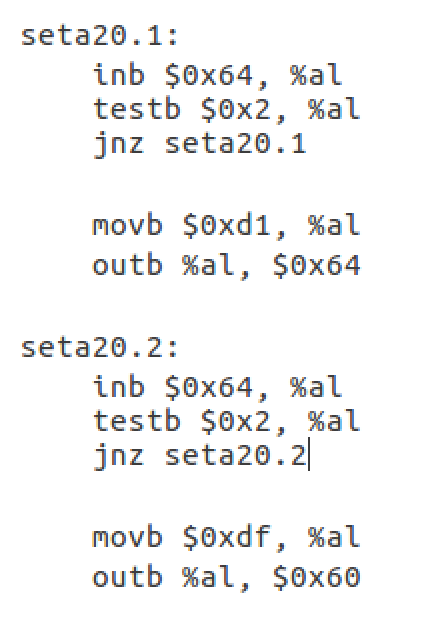 seta20.1:
inb $0x64, %al
testb $0x2, %al
jnz seta20.1
movb $0xd1, %al
outb %al, $0x64
seta20.2:
inb $0x64, %al
testb $0x2, %al
jnz seta20.2
movb $0xdf, %al
outb %al, $0x60